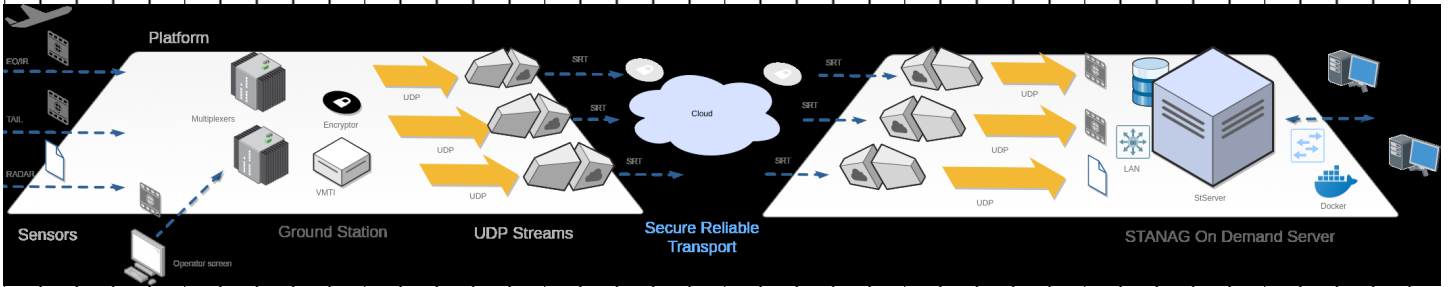 Platform
EO/IR
TAIL
RADAR
Multiplexers
Encryptor
VMTI
UDP
UDP
UDP
SRT
SRT
SRT
Cloud
SRT
SRT
SRT
UDP
UDP
UDP
LAN
StServer
Docker
Sensors
Ground Station
UDP Streams
Secure Reliable
Transport
STANAG On Demand Server
Operator screen